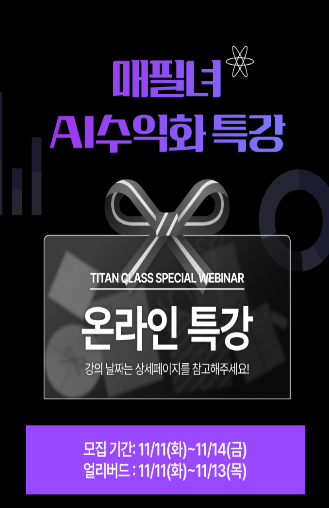 매필녀
AI수익화 특강
TITAN CLASS SPECIAL WEBINAR
온라인 특강
강의 날짜는 상세페이지를 참고해주세요!
모집 기간: 11/11(화)~11/14(금)
얼리버드 : 11/11(화)~11/13(목)